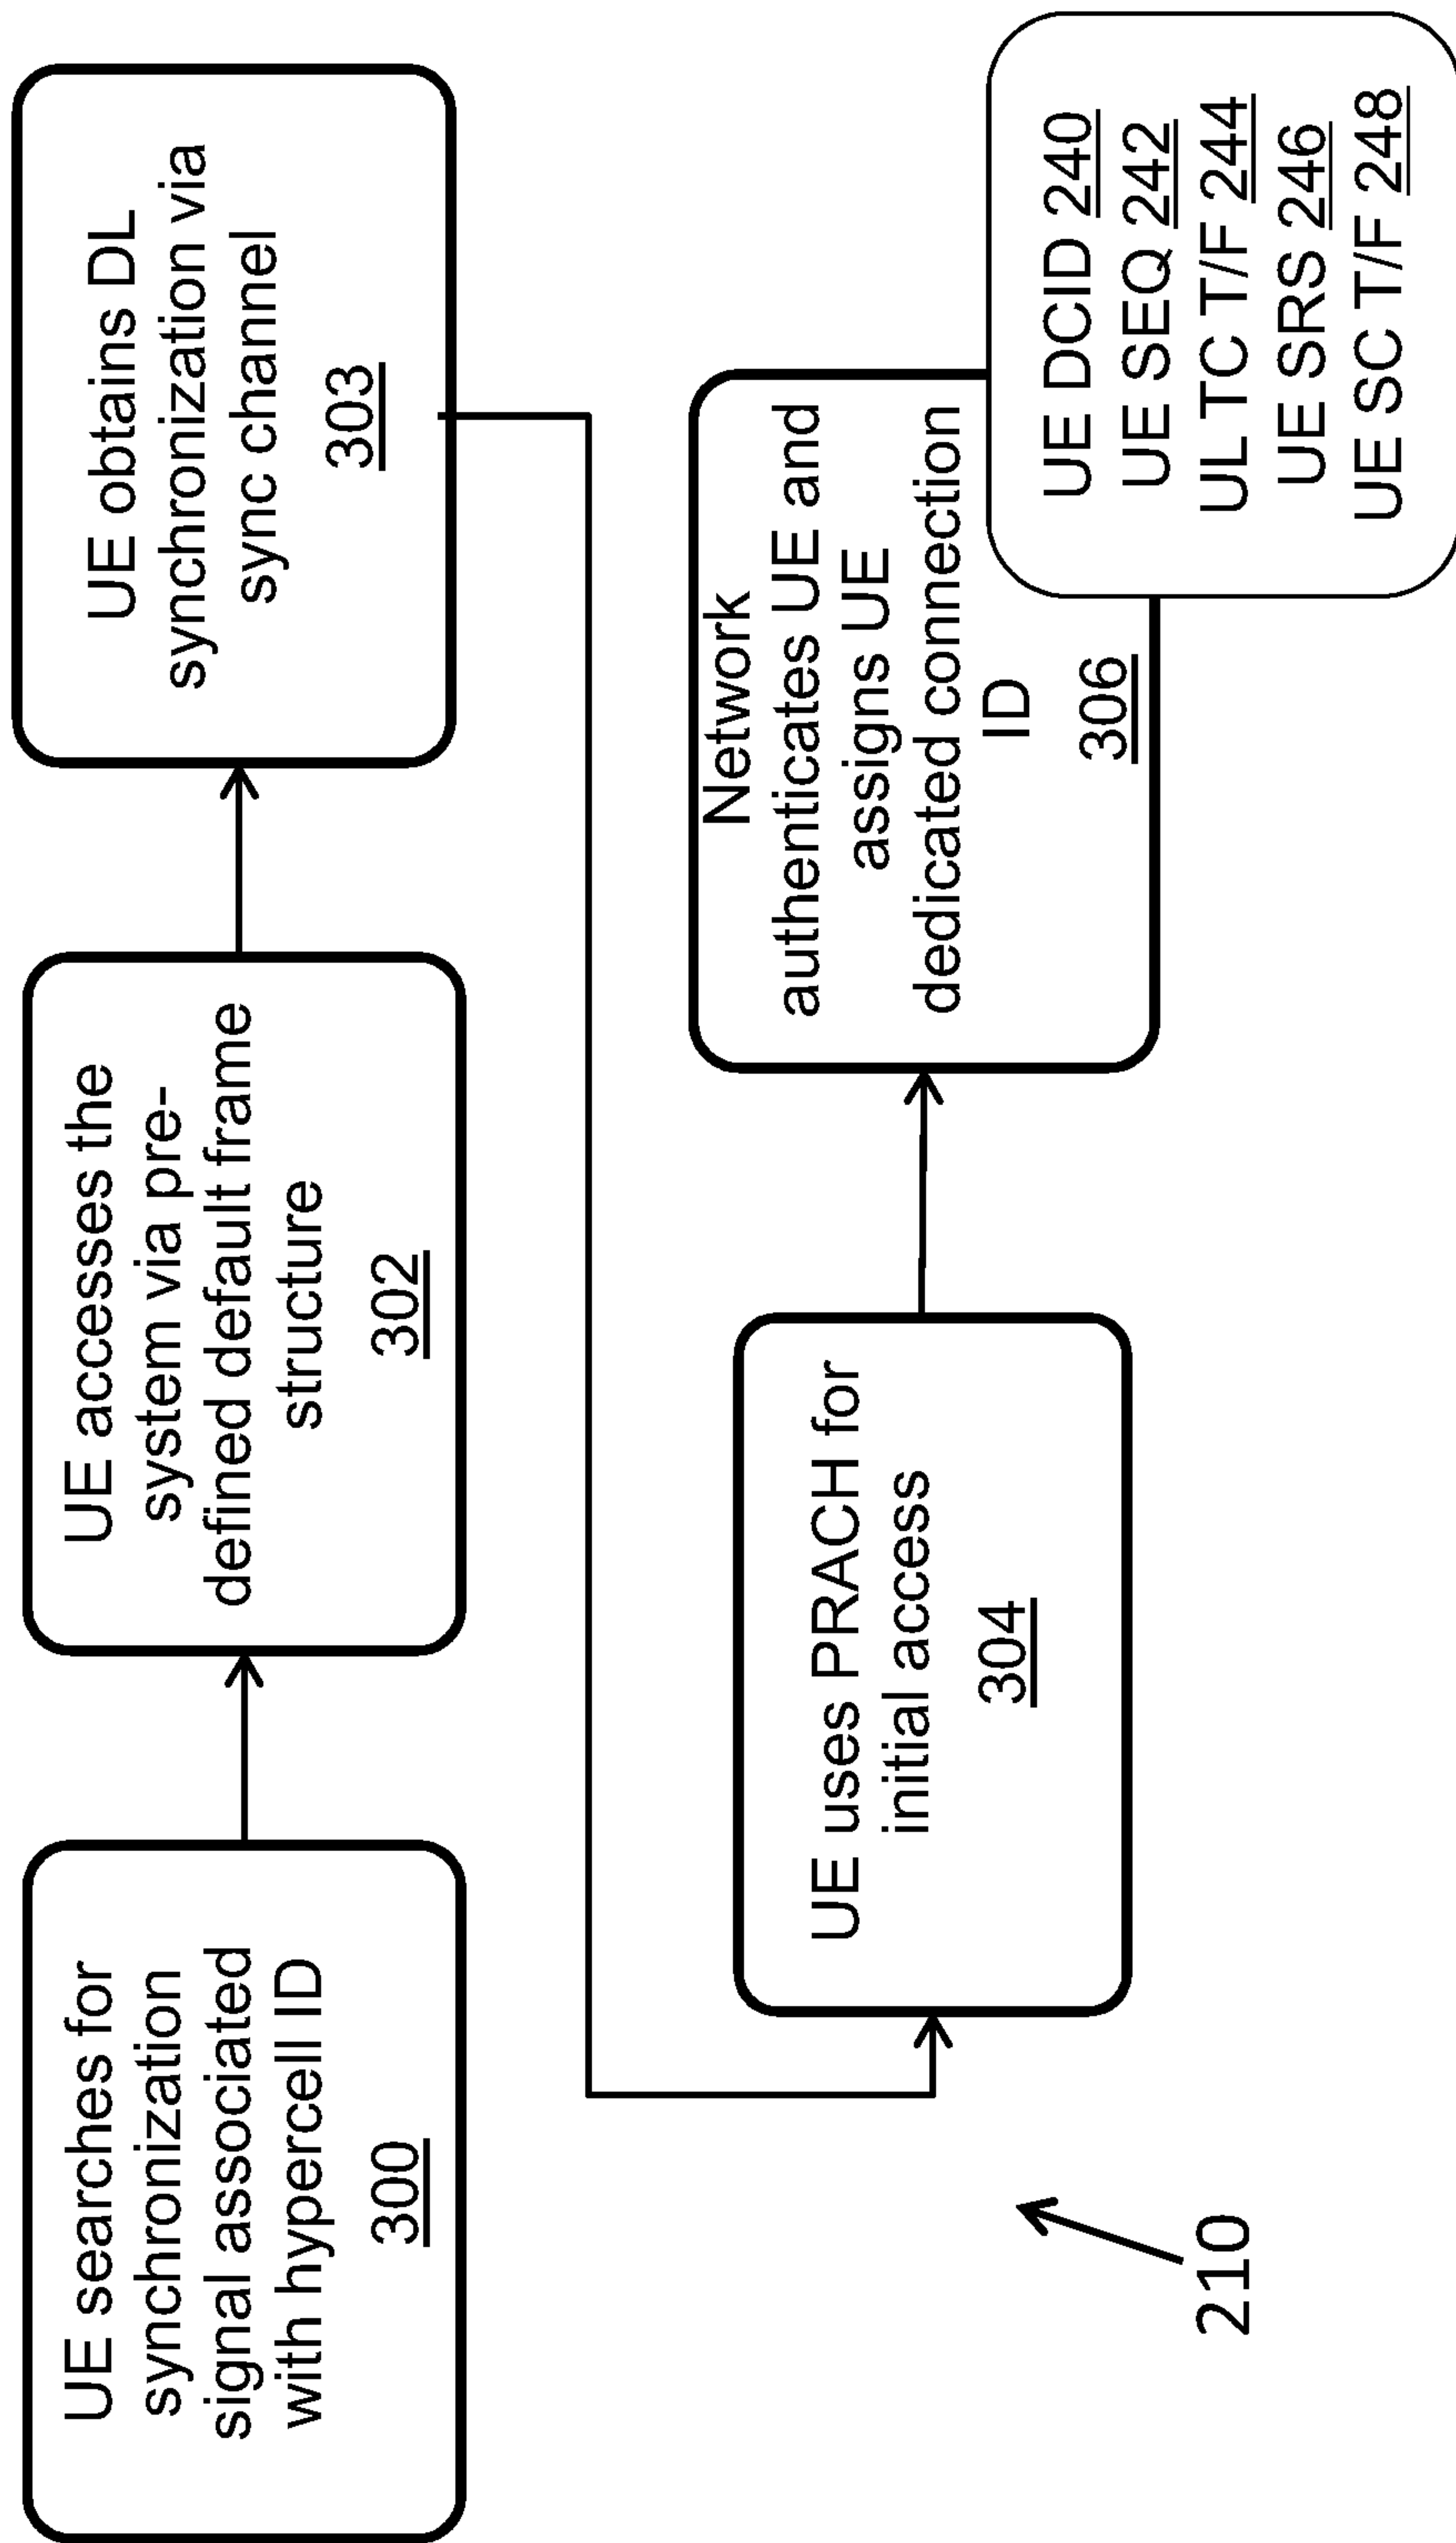 UE searches for
synchronization
signal associated
with hypercell ID
300
UE accesses the
system via pre-
defined default frame
structure
302
UE obtains DL
synchronization via
sync channel
303
UE uses PRACH for
initial access
304
Network
authenticates UE and
assigns UE
dedicated connection
ID
306
UE DCID 240
UE SEQ 242
UL TC T/F 244
UE SRS 246
UE SC T/F 248
210